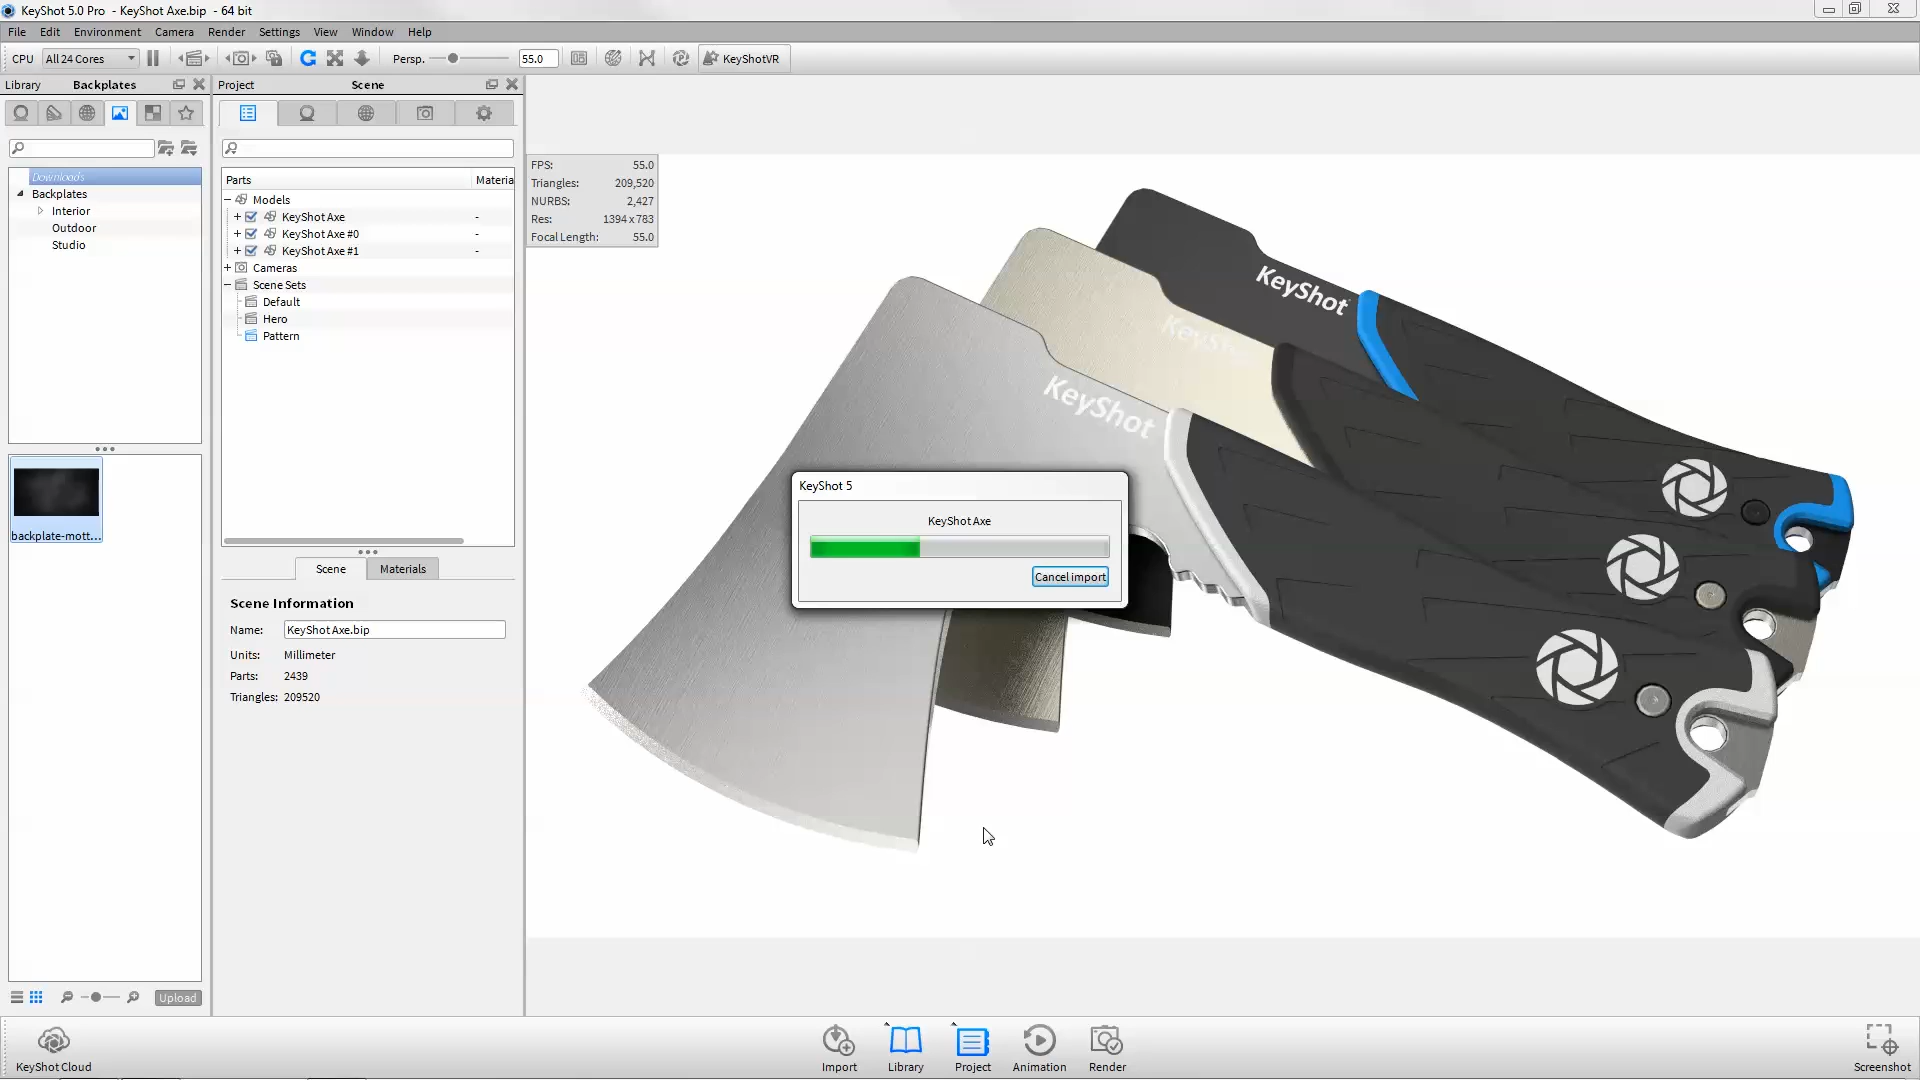 KeyShot 5.0 Pro - KeyShot Axe.bip - 64 bit
File Edit Environment Camera Render Settings View Window Help
CPU All 24 Cores Persp. 55.0 KeyShotVR
Library Backplates
Project Scene
Downloads
Backplates
Interior
Outdoor
Studio
backplate-mott...
Upload
Parts Materia
Models
KeyShot Axe -
KeyShot Axe #0 -
KeyShot Axe #1 -
Cameras
Scene Sets
Default
Hero
Pattern
Scene Materials
Scene Information
Name: KeyShot Axe.bip
Units: Millimeter
Parts: 2439
Triangles: 209520
FPS: 55.0
Triangles: 209,520
NURBS: 2,427
Res: 1394 x 783
Focal Length: 55.0
KeyShot
KeyShot
KeyShot 5
KeyShot Axe
Cancel import
KeyShot Cloud
Import
Library
Project
Animation
Render
Screenshot